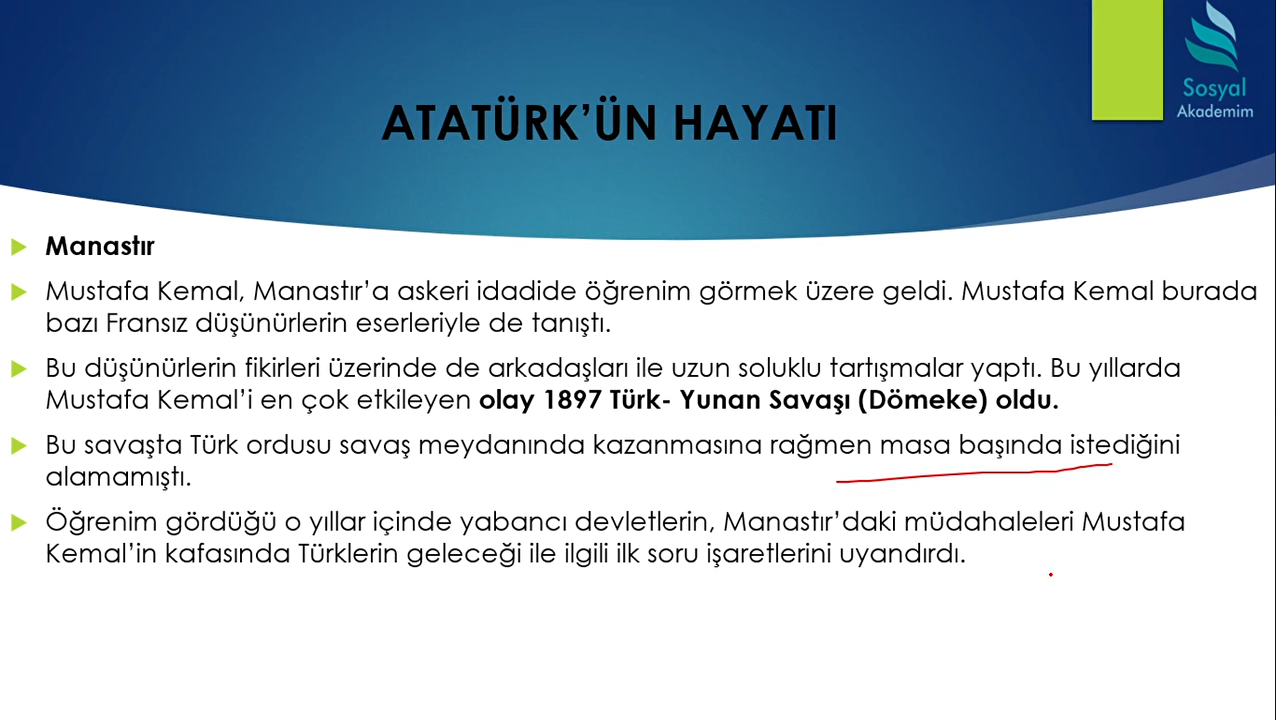 Sosyal
Akademim
ATATÜRK'ÜN HAYATI
Manastır
Mustafa Kemal, Manastır'a askeri idadide öğrenim görmek üzere geldi. Mustafa Kemal burada
bazı Fransız düşünürlerin eserleriyle de tanıştı.
Bu düşünürlerin fikirleri üzerinde de arkadaşları ile uzun soluklu tartışmalar yaptı. Bu yıllarda
Mustafa Kemal'i en çok etkileyen olay 1897 Türk- Yunan Savaşı (Dömeke) oldu.
Bu savaşta Türk ordusu savaş meydanında kazanmasına rağmen masa başında istediğini
alamamıştı.
Öğrenim gördüğü o yıllar içinde yabancı devletlerin, Manastır'daki müdahaleleri Mustafa
Kemal'in kafasında Türklerin geleceği ile ilgili ilk soru işaretlerini uyandırdı.